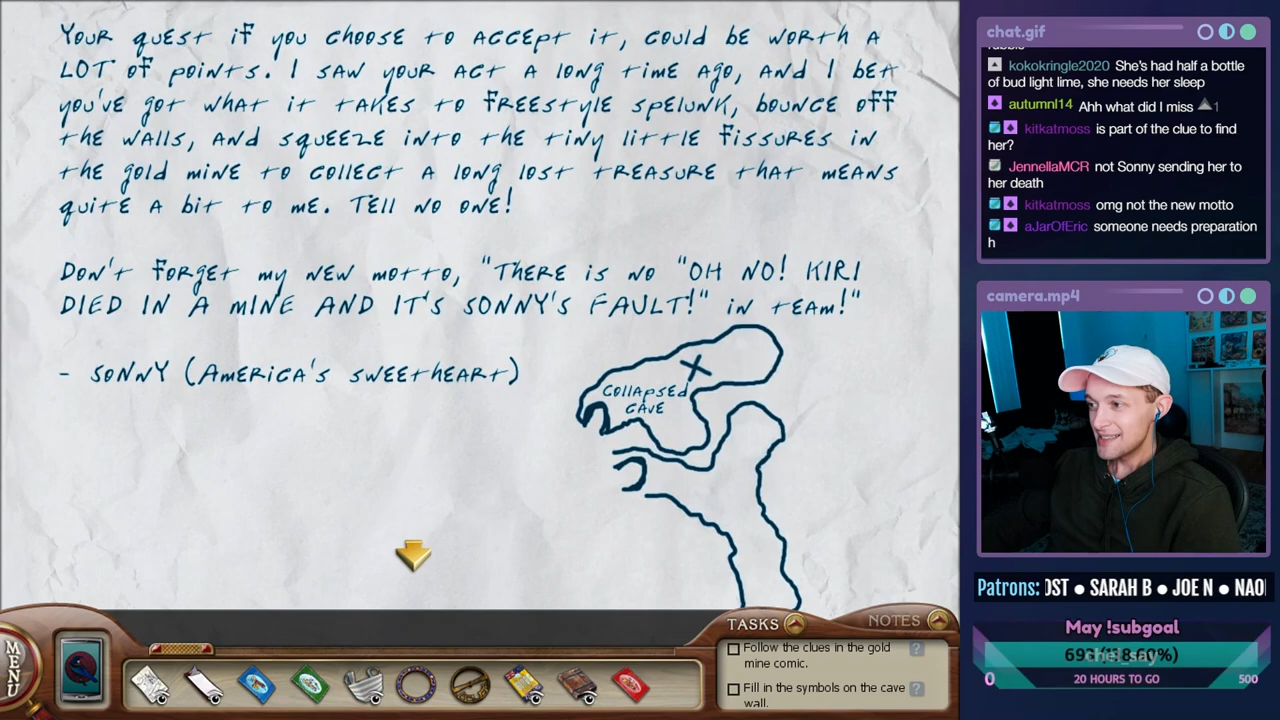 YOUR QUEST IF YOU CHOOSE TO ACCEPT IT, COULD BE WORTH A
LOT OF POINTS. I SAW YOUR ACT A LONG TIME AGO, AND I BET
YOU'VE GOT WHAT IT TAKES TO FREESTYLE SPELUNK, BOUNCE OFF
THE WALLS, AND SQUEEZE INTO THE TINY LITTLE FISSURES IN
THE GOLD MINE TO COLLECT A LONG LOST TREASURE THAT MEANS
QUITE A BIT TO ME. TELL NO ONE!
DON'T FORGET MY NEW MOTTO, "THERE IS NO "OH NO! KIRI
DIED IN A MINE AND IT'S SONNY'S FAULT!" IN TEAM!"
- SONNY (AMERICA'S SWEETHEART)
COLLAPSED
CAVE
MENU
TASKS
NOTES
Follow the clues in the gold
mine comic.
?
Fill in the symbols on the cave
wall.
?
chat.gif
kokokringle2020 She's had half a bottle
of bud light lime, she needs her sleep
autumnl14 Ahh what did I miss 1
kitkatmoss is part of the clue to find
her?
JennellaMCR not Sonny sending her to
her death
kitkatmoss omg not the new motto
aJarOfEric someone needs preparation
h
camera.mp4
Patrons: OST ● SARAH B ● JOE N ● NAO
May !subgoal
0
20 HOURS TO GO
500